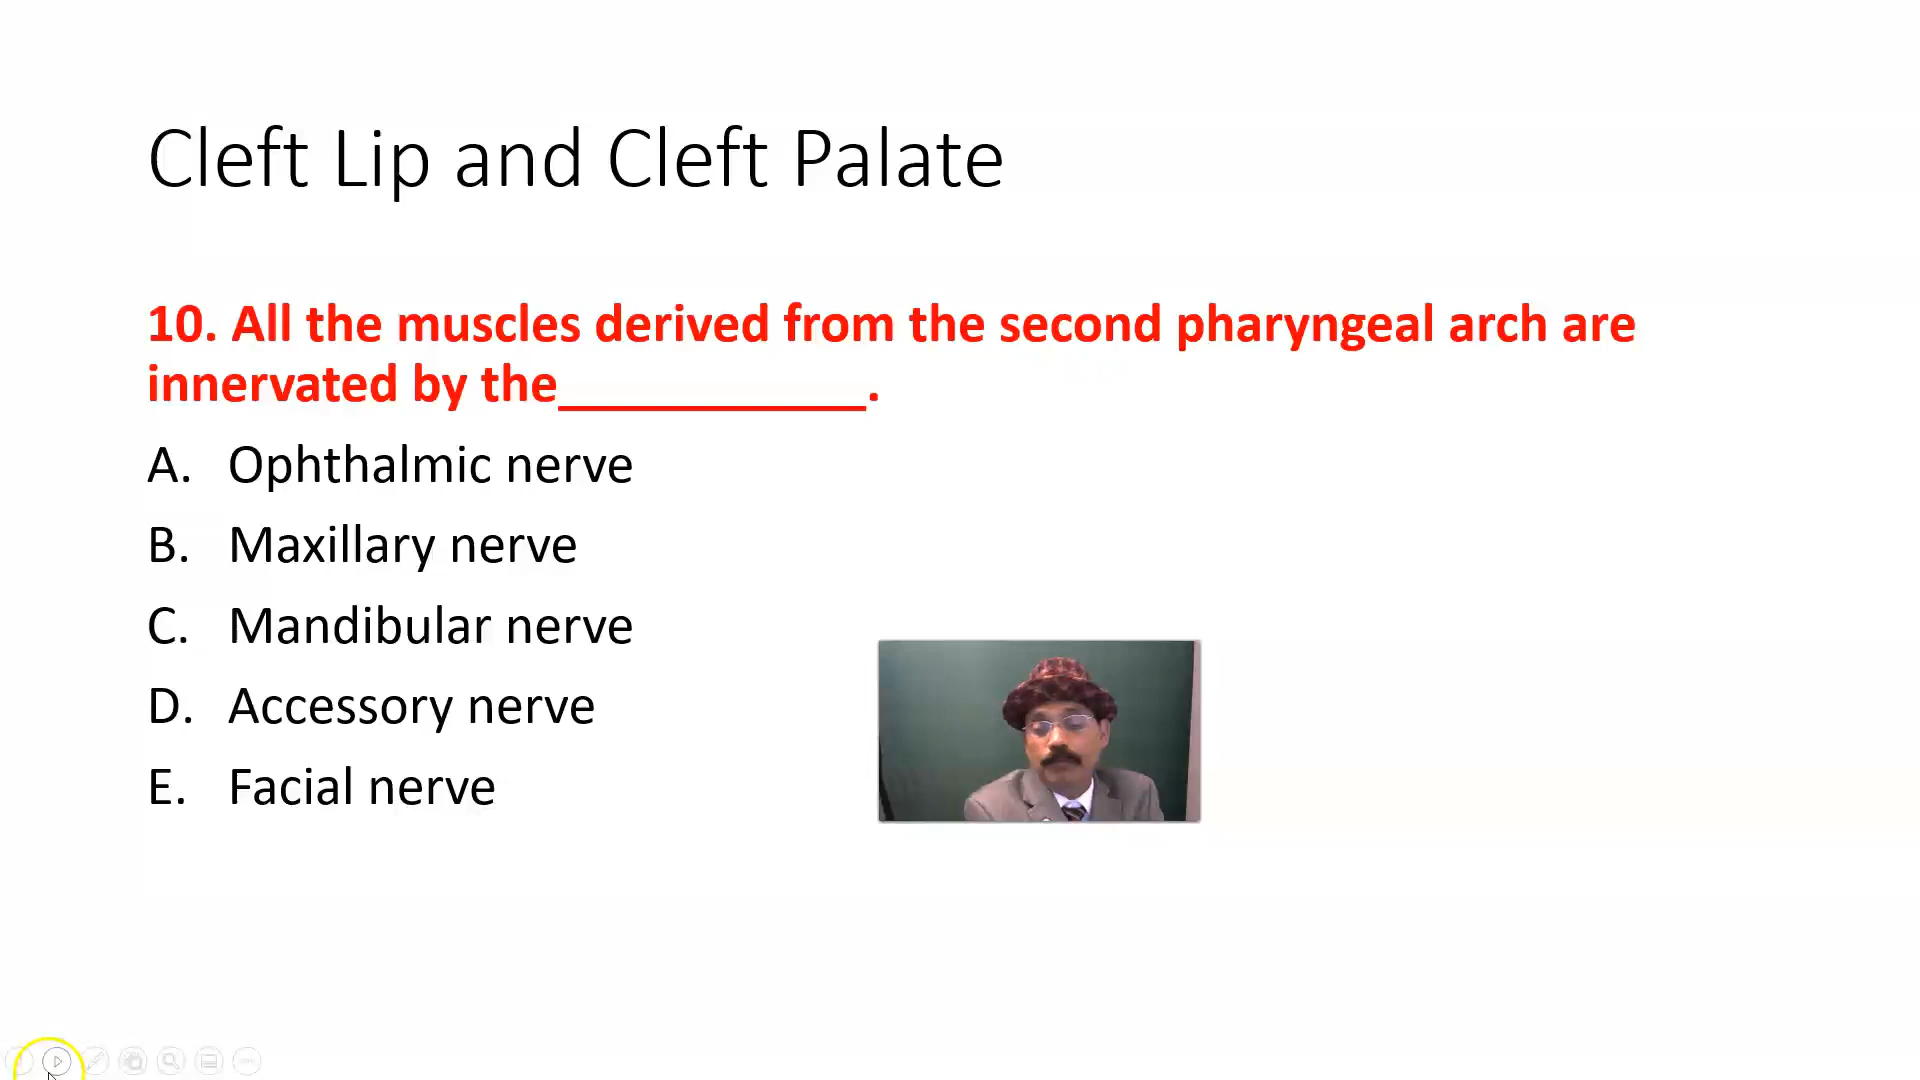 Cleft Lip and Cleft Palate
10. All the muscles derived from the second pharyngeal arch are
innervated by the____________.
A. Ophthalmic nerve
B. Maxillary nerve
C. Mandibular nerve
D. Accessory nerve
E. Facial nerve